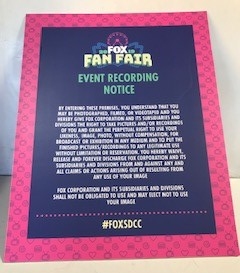 FOX
FAN FAIR
EVENT RECORDING
NOTICE
BY ENTERING THESE PREMISES, YOU UNDERSTAND THAT YOU
MAY BE PHOTOGRAPHED, FILMED, OR VIDEOTAPED AND YOU
HEREBY GIVE FOX CORPORATION AND ITS SUBSIDIARIES AND
DIVISIONS THE RIGHT TO TAKE PICTURES AND/OR RECORDINGS
OF YOU AND GRANT THE PERPETUAL RIGHT TO USE YOUR
LIKENESS, IMAGE, PHOTO, WITHOUT COMPENSATION, FOR
BROADCAST OR EXHIBITION IN ANY MEDIUM AND TO PUT THE
FINISHED PICTURES/RECORDINGS TO ANY LEGITIMATE USE
WITHOUT LIMITATION OR RESERVATION. YOU HEREBY WAIVE,
RELEASE AND FOREVER DISCHARGE FOX CORPORATION AND ITS
SUBSIDIARIES AND DIVISIONS FROM AND AGAINST ANY AND
ALL CLAIMS OR ACTIONS ARISING OUT OF RESULTING FROM
ANY USE OF YOUR IMAGE
FOX CORPORATION AND ITS SUBSIDIARIES AND DIVISIONS
SHALL NOT BE OBLIGATED TO USE AND MAY ELECT NOT TO USE
YOUR IMAGE
#FOXSDCC